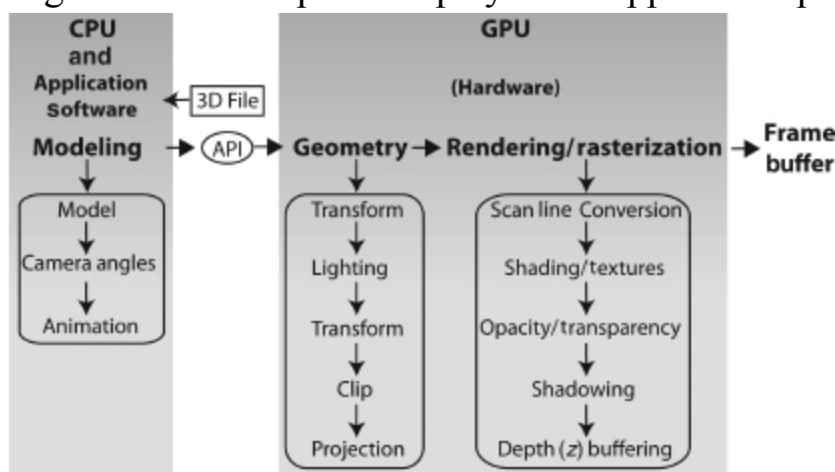 CPU
and
Application
software
3D File
Modeling
API
Model
Camera angles
Animation
GPU
(Hardware)
Geometry
Rendering/rasterization
Frame
buffer
Transform
Lighting
Transform
Clip
Projection
Scan line Conversion
Shading/textures
Opacity/transparency
Shadowing
Depth (z) buffering